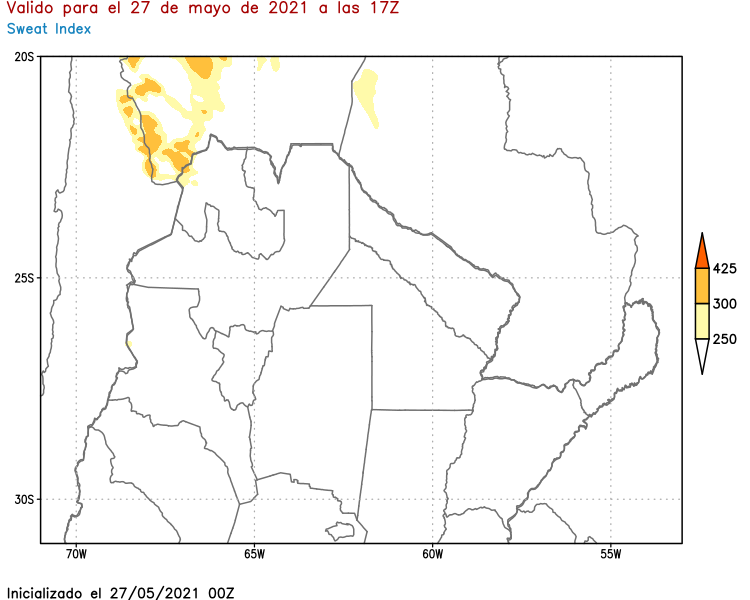 Valido para el 27 de mayo de 2021 a las 17Z
Sweat Index
20S
25S
30S
70W
65W
60W
55W
425
300
250
Inicializado el 27/05/2021 00Z